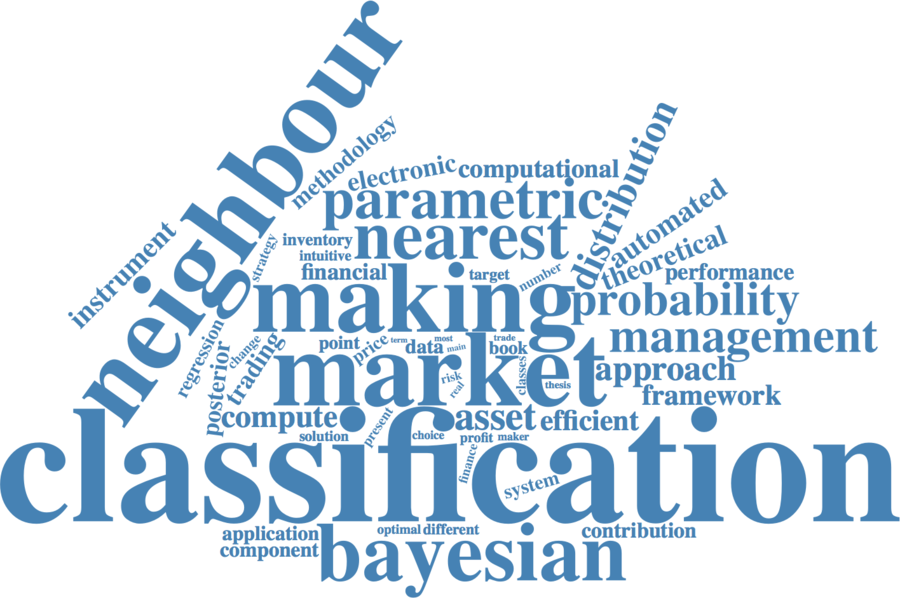 neighbour
methodology
electronic
computational
distribution
parametric
automated
instrument
strategy
inventory
nearest
theoretical
intuitive
financial
target
number
performance
making
probability
regression
change
trading
point
price
term
data
most
main
trade
book
management
posterior
market
risk
real
classes
thesis
approach
framework
compute
present
asset
efficient
solution
choice
profit
maker
classification
finance
system
application
optimal
different
contribution
component
bayesian